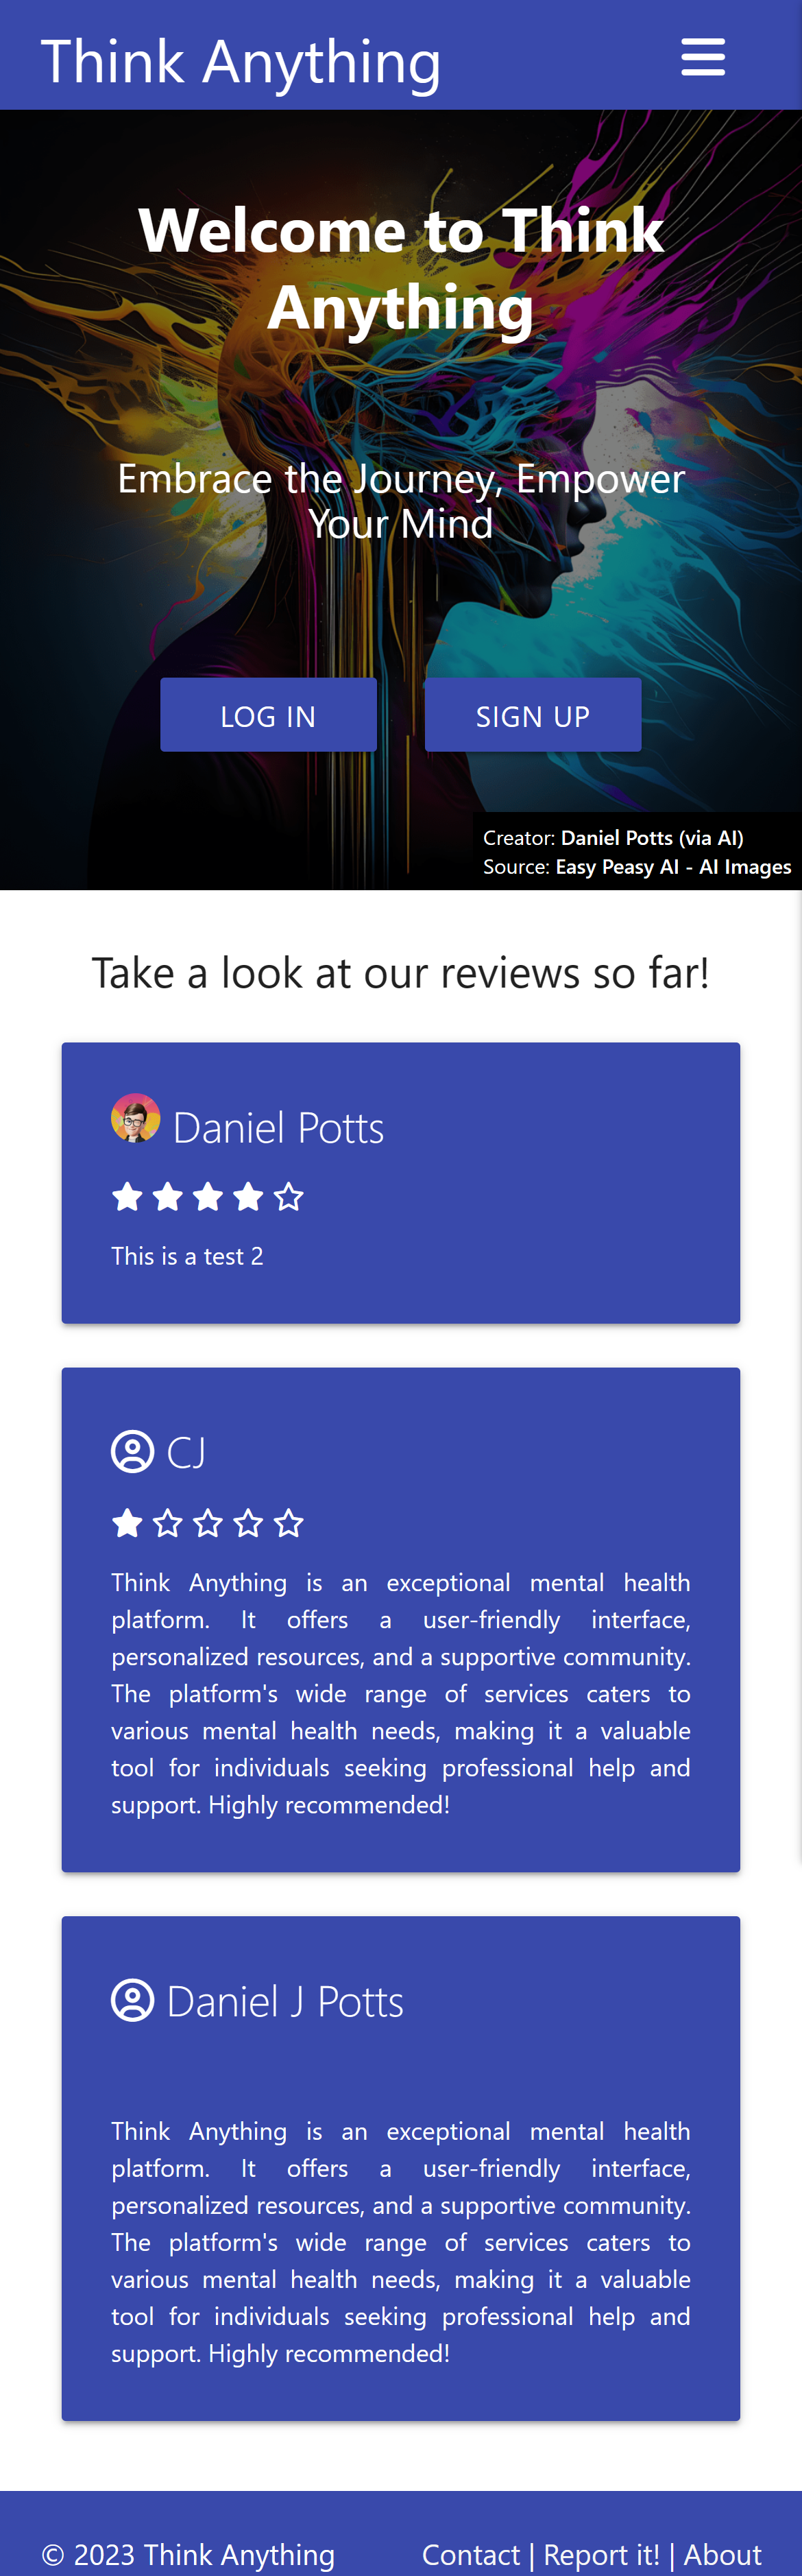 Think Anything
Welcome to Think
Anything
Embrace the Journey, Empower
Your Mind
LOG IN
SIGN UP
Creator: Daniel Potts (via AI)
Source: Easy Peasy AI - AI Images
Take a look at our reviews so far!
Daniel Potts
This is a test 2
CJ
Think Anything is an exceptional mental health
platform. It offers a user-friendly interface,
personalized resources, and a supportive community.
The platform's wide range of services caters to
various mental health needs, making it a valuable
tool for individuals seeking professional help and
support. Highly recommended!
Daniel J Potts
Think Anything is an exceptional mental health
platform. It offers a user-friendly interface,
personalized resources, and a supportive community.
The platform's wide range of services caters to
various mental health needs, making it a valuable
tool for individuals seeking professional help and
support. Highly recommended!
© 2023 Think Anything
Contact | Report it! | About